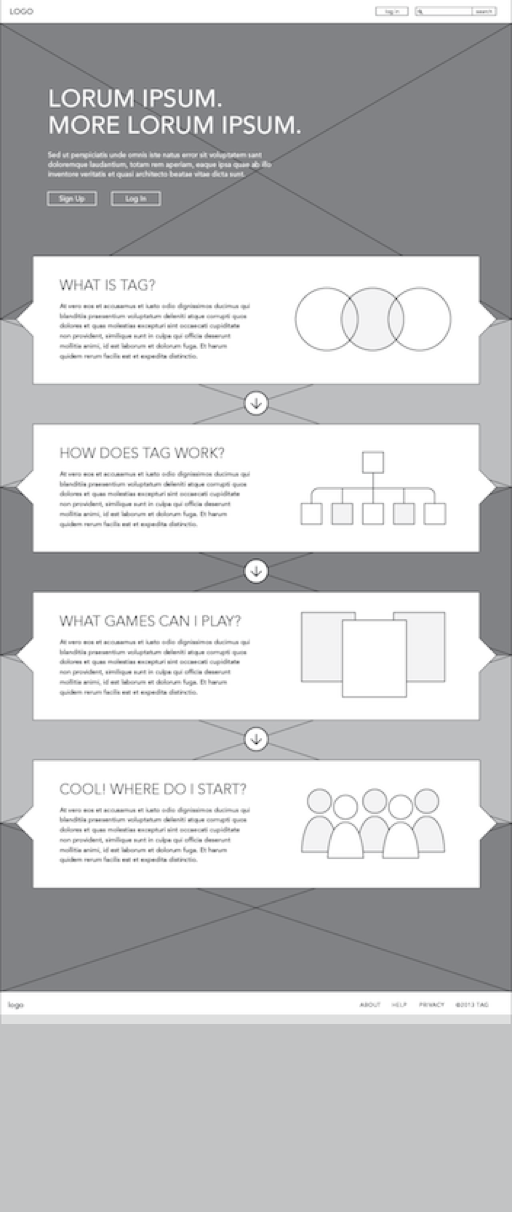 LOGO
log in
search
LORUM IPSUM.
MORE LORUM IPSUM.
Sed ut perspiciatis unde omnis iste natus error sit voluptatem sant
doloremque laudantium, totam rem aperiam, eaque ipsa quae ab illo
inventore veritatis et quasi architecto beatae vitae dicta sunt.
Sign Up
Log In
WHAT IS TAG?
At vero eos et accusamus et iusto odio dignissimos ducimus qui
blanditiis praesentium voluptatum deleniti atque corrupti quos
dolores et quas molestias excepturi sint occaecati cupiditate
non provident, similique sunt in culpa qui officia deserunt
mollitia animi, id est laborum et dolorum fuga. Et harum
quidem rerum facilis est et expedita distinctio.
HOW DOES TAG WORK?
At vero eos et accusamus et iusto odio dignissimos ducimus qui
blanditiis praesentium voluptatum deleniti atque corrupti quos
dolores et quas molestias excepturi sint occaecati cupiditate
non provident, similique sunt in culpa qui officia deserunt
mollitia animi, id est laborum et dolorum fuga. Et harum
quidem rerum facilis est et expedita distinctio.
WHAT GAMES CAN I PLAY?
At vero eos et accusamus et iusto odio dignissimos ducimus qui
blanditiis praesentium voluptatum deleniti atque corrupti quos
dolores et quas molestias excepturi sint occaecati cupiditate
non provident, similique sunt in culpa qui officia deserunt
mollitia animi, id est laborum et dolorum fuga. Et harum
quidem rerum facilis est et expedita distinctio.
COOL! WHERE DO I START?
At vero eos et accusamus et iusto odio dignissimos ducimus qui
blanditiis praesentium voluptatum deleniti atque corrupti quos
dolores et quas molestias excepturi sint occaecati cupiditate
non provident, similique sunt in culpa qui officia deserunt
mollitia animi, id est laborum et dolorum fuga. Et harum
quidem rerum facilis est et expedita distinctio.
logo
ABOUT HELP PRIVACY ©2013 TAG